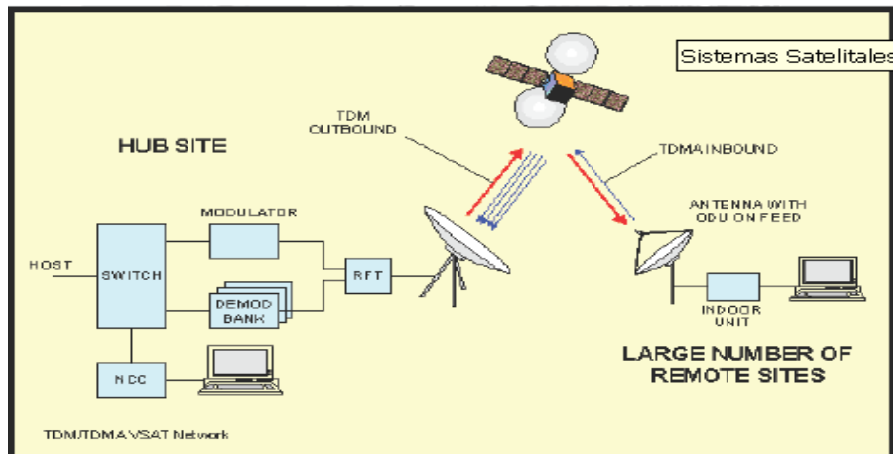 Sistemas Satelitales
TDM
OUTBOUND
HUB SITE
TDMA INBOUND
MODULATOR
ANTENNA WITH
ODU ON FEED
HOST
SWITCH
RFT
DEMOD
BANK
INDOOR
UNIT
NCC
LARGE NUMBER OF
REMOTE SITES
TDM/TDMA VSAT Network